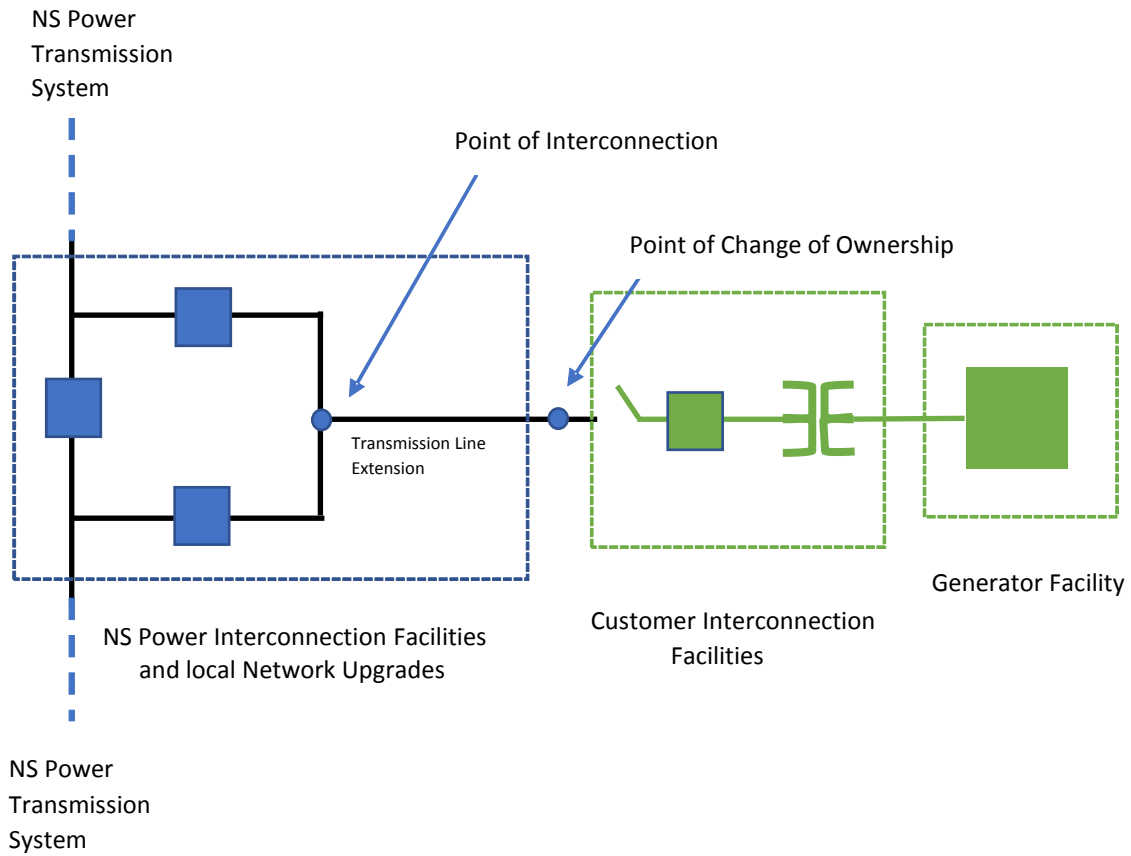 NS Power
Transmission
System
Point of Interconnection
Point of Change of Ownership
Transmission Line
Extension
Generator Facility
Customer Interconnection
Facilities
NS Power Interconnection Facilities
and local Network Upgrades
NS Power
Transmission
System